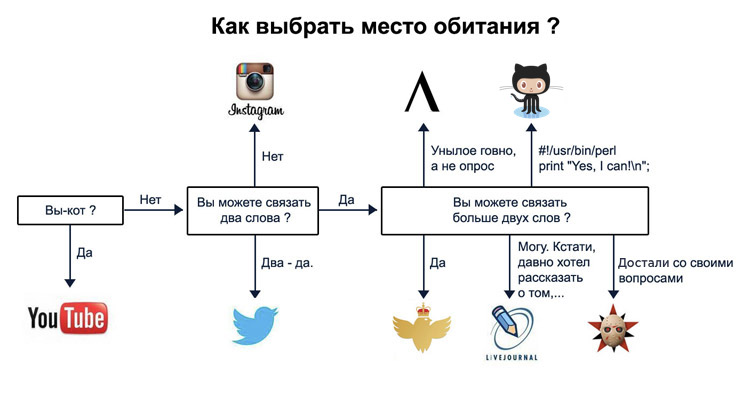 Как выбрать место обитания ?
Instagram
Унылое говно,
а не опрос
#!/usr/bin/perl
print "Yes, I can!\n";
Нет
Вы-кот ?
Нет
Вы можете связать
два слова ?
Да
Вы можете связать
больше двух слов ?
Да
Два - да.
Да
Могу. Кстати,
давно хотел
рассказать
о том,...
Достали со своими
вопросами
YouTube
LIVEJOURNAL